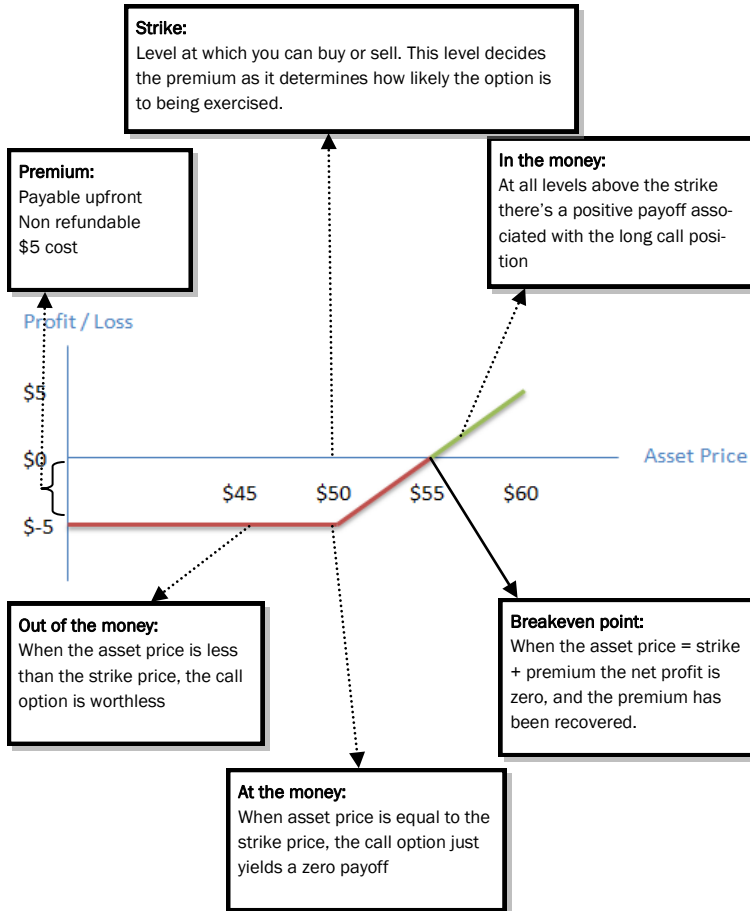 Strike:
Level at which you can buy or sell. This level decides
the premium as it determines how likely the option is
to being exercised.
Premium:
Payable upfront
Non refundable
$5 cost
In the money:
At all levels above the strike
there's a positive payoff asso-
ciated with the long call posi-
tion
Profit / Loss
$5
$0
$-5
$45
$50
$55
$60
Asset Price
Out of the money:
When the asset price is less
than the strike price, the call
option is worthless
Breakeven point:
When the asset price = strike
+ premium the net profit is
zero, and the premium has
been recovered.
At the money:
When asset price is equal to the
strike price, the call option just
yields a zero payoff